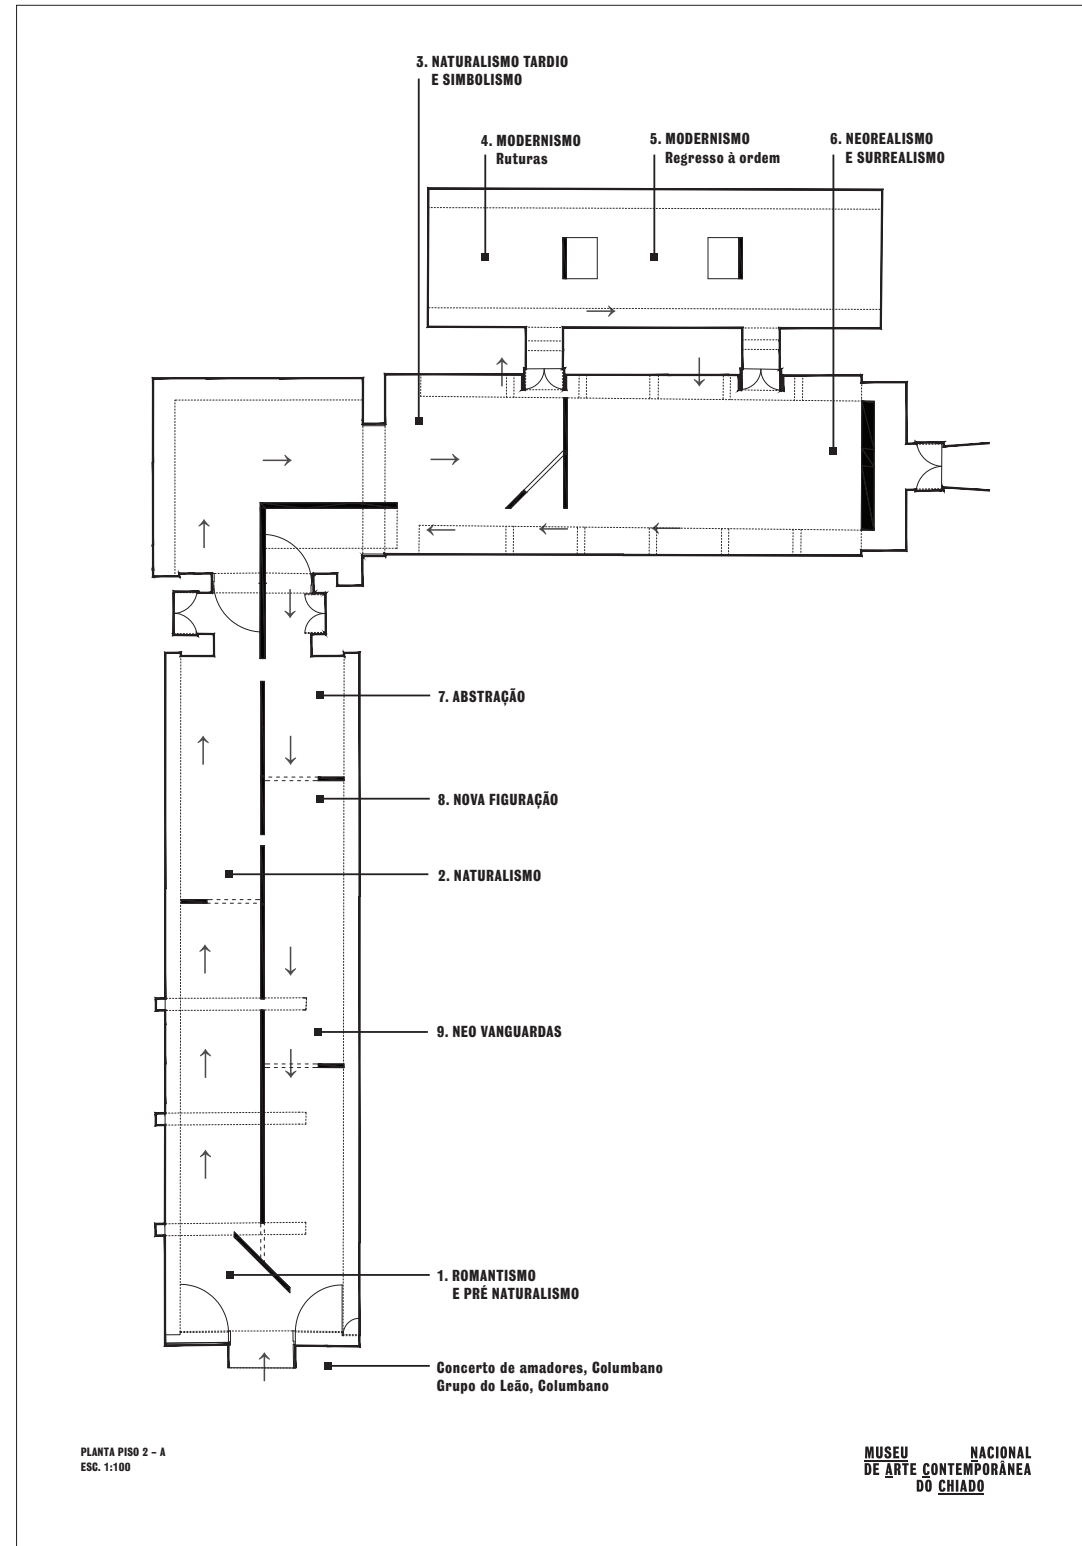 3. NATURALISMO TARDIO
E SIMBOLISMO
4. MODERNISMO
Ruturas
5. MODERNISMO
Regresso à ordem
6. NEOREALISMO
E SURREALISMO
7. ABSTRAÇÃO
8. NOVA FIGURAÇÃO
2. NATURALISMO
9. NEO VANGUARDAS
1. ROMANTISMO
E PRÉ NATURALISMO
Concerto de amadores, Columbano
Grupo do Leão, Columbano
PLANTA PISO 2 – A
ESC. 1:100
MUSEU NACIONAL
DE ARTE CONTEMPORÂNEA
DO CHIADO